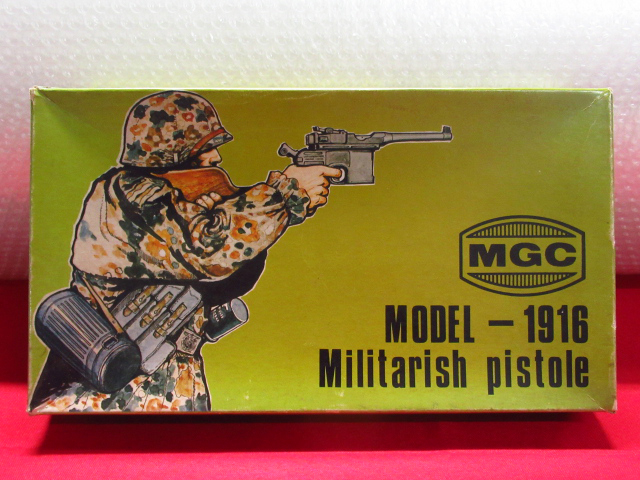 MGC
MODEL – 1916
Militarish pistole